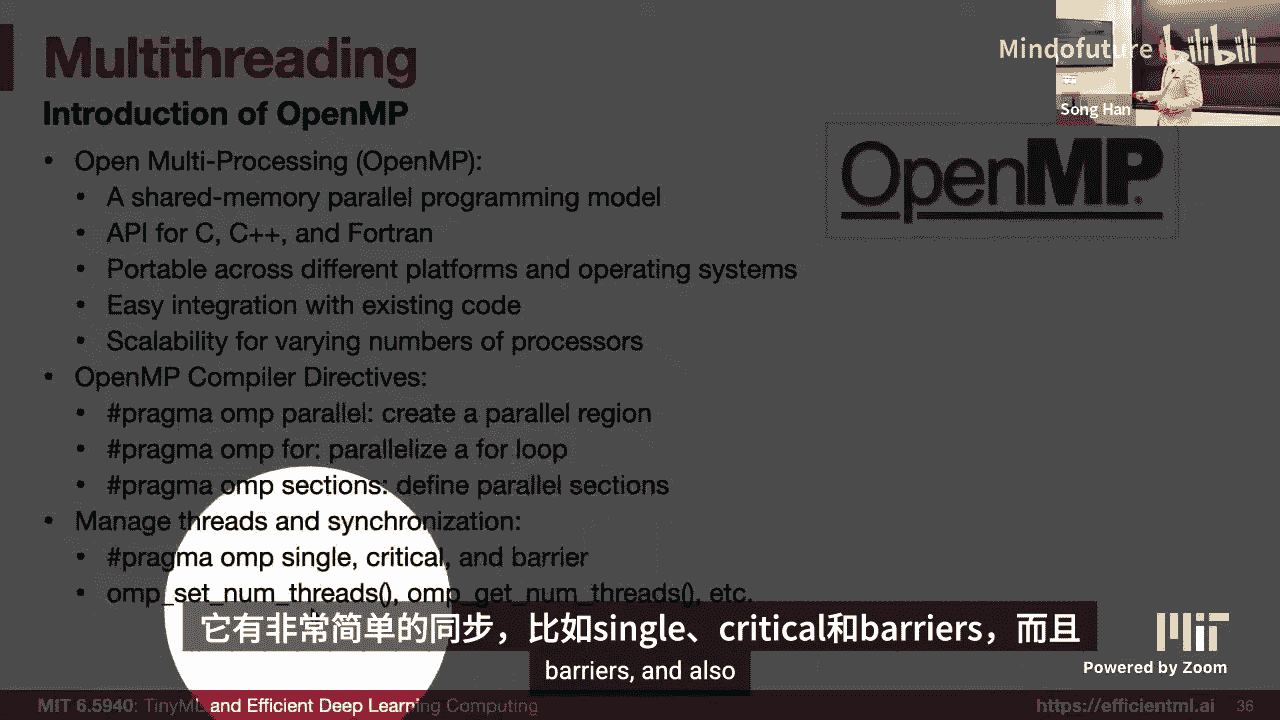 Multithreading
Introduction of OpenMP
Mindofuture
bilibili
Song Han
OpenMP
• Open Multi-Processing (OpenMP):
• A shared-memory parallel programming model
• API for C, C++, and Fortran
• Portable across different platforms and operating systems
• Easy integration with existing code
• Scalability for varying numbers of processors
• OpenMP Compiler Directives:
• #pragma omp parallel: create a parallel region
• #pragma omp for: parallelize a for loop
• #pragma omp sections: define parallel sections
• Manage threads and synchronization:
• #pragma omp single, critical, and barrier
• omp_set_num_threads(), omp_get_num_threads(), etc.
它有非常简单的同步，比如single、critical和barriers，而且
barriers, and also
MIT
Powered by Zoom
MIT 6.5940: TinyML and Efficient Deep Learning Computing
https://efficientml.ai
36